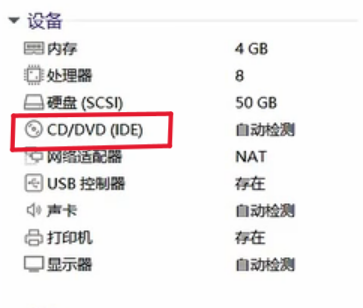 设备
内存 4 GB
处理器 8
硬盘 (SCSI) 50 GB
CD/DVD (IDE) 自动检测
网络适配器 NAT
USB 控制器 存在
声卡 自动检测
打印机 存在
显示器 自动检测